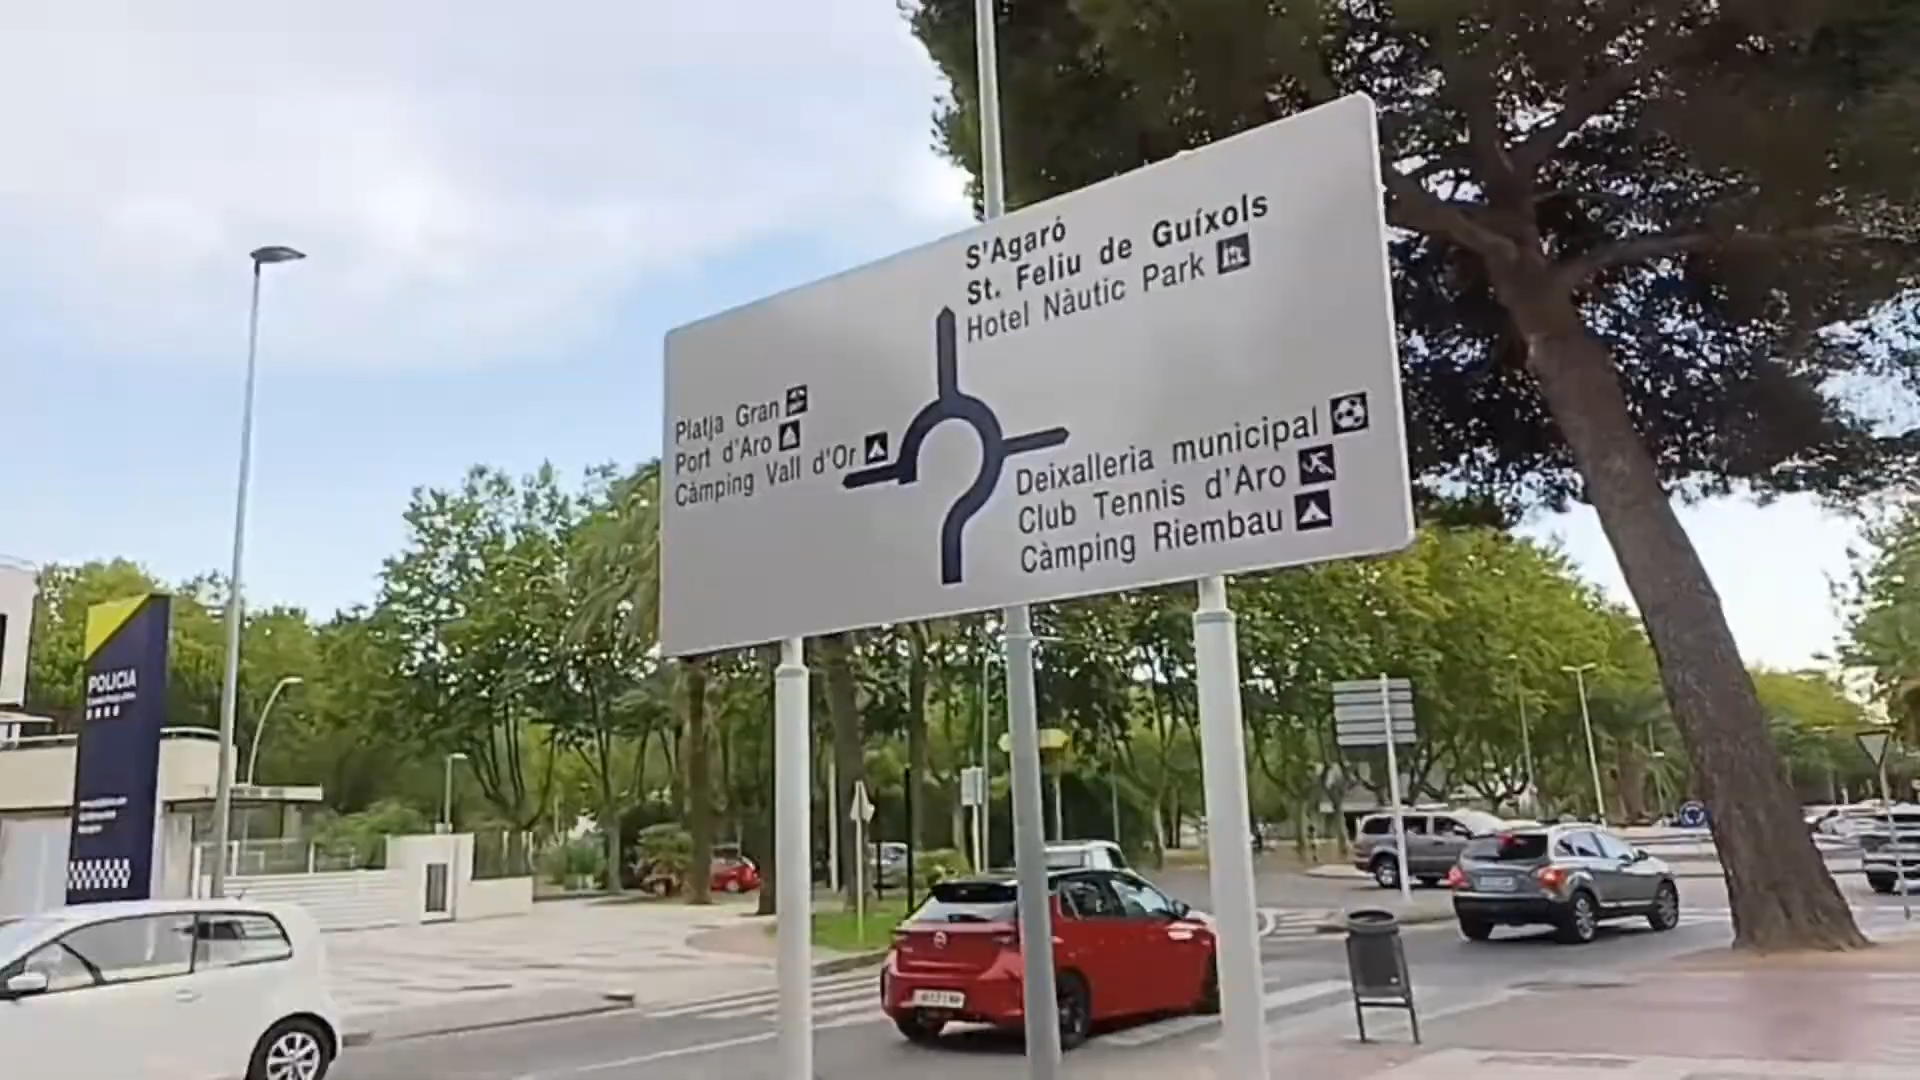 S'Agaró
St. Feliu de Guíxols
Hotel Nàutic Park
Platja Gran
Port d'Aro
Càmping Vall d'Or
Deixalleria municipal
Club Tennis d'Aro
Càmping Riembau
POLICIA